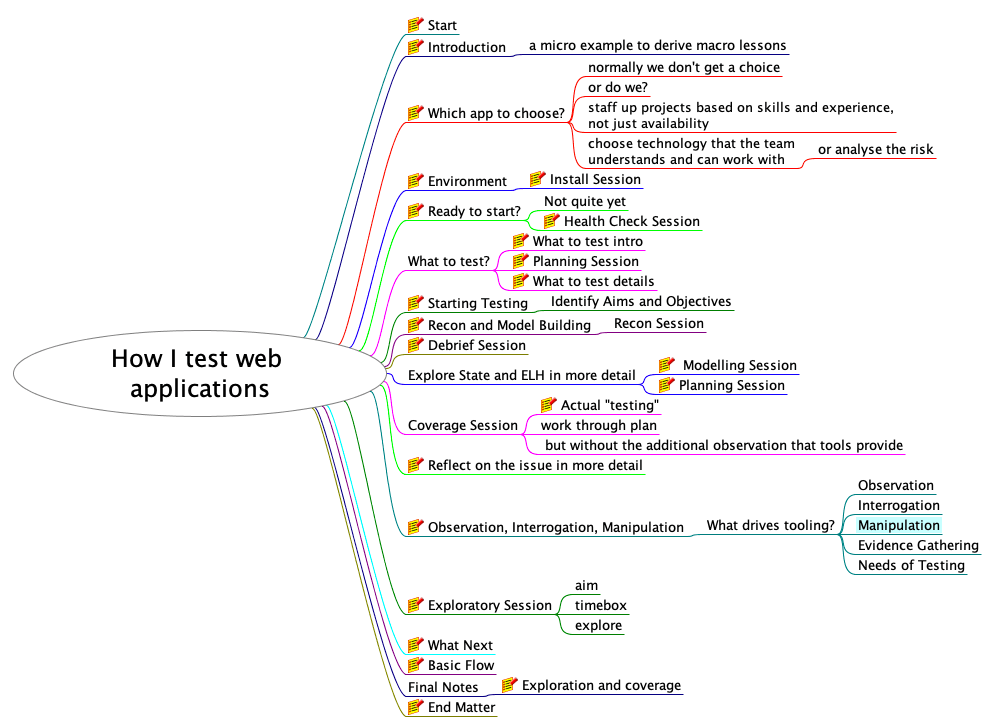 Start
Introduction
a micro example to derive macro lessons
normally we don't get a choice
or do we?
Which app to choose?
staff up projects based on skills and experience,
not just availability
choose technology that the team
understands and can work with
or analyse the risk
Environment
Install Session
Ready to start?
Not quite yet
Health Check Session
What to test?
What to test intro
Planning Session
What to test details
Starting Testing
Identify Aims and Objectives
Recon and Model Building
Recon Session
Debrief Session
How I test web
applications
Explore State and ELH in more detail
Modelling Session
Planning Session
Coverage Session
Actual "testing"
work through plan
but without the additional observation that tools provide
Reflect on the issue in more detail
Observation, Interrogation, Manipulation
What drives tooling?
Observation
Interrogation
Manipulation
Evidence Gathering
Needs of Testing
Exploratory Session
aim
timebox
explore
What Next
Basic Flow
Final Notes
Exploration and coverage
End Matter